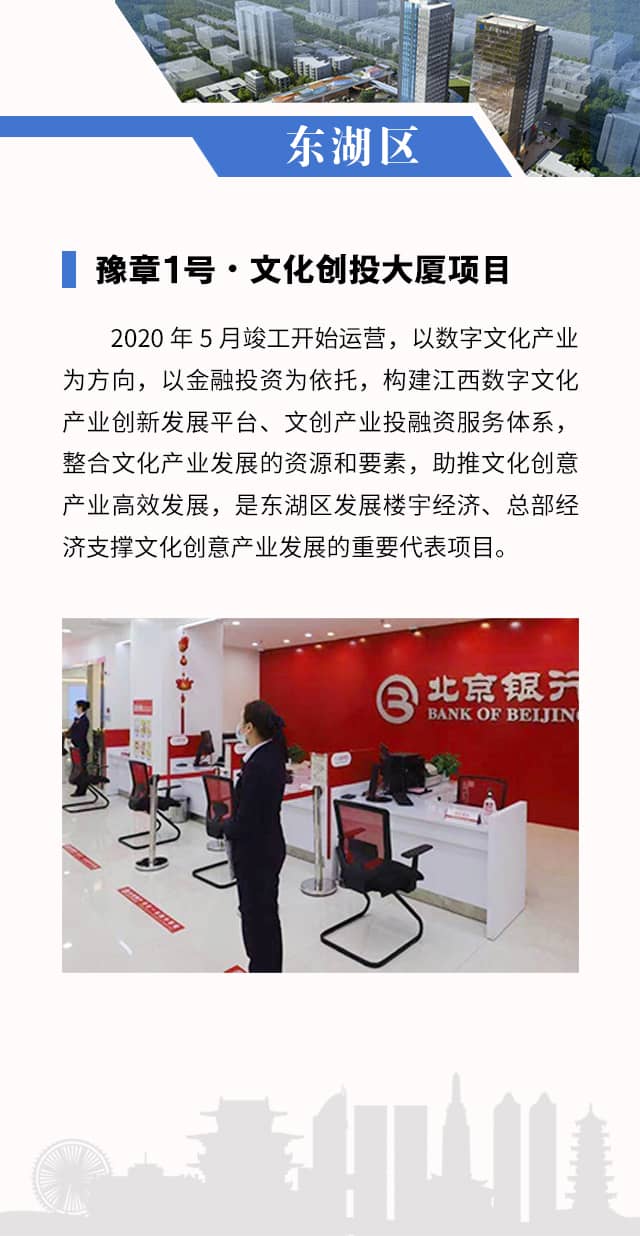 东湖区
豫章1号·文化创投大厦项目
2020 年 5 月竣工开始运营，以数字文化产业
为方向，以金融投资为依托，构建江西数字文化
产业创新发展平台、文创产业投融资服务体系，
整合文化产业发展的资源和要素，助推文化创意
产业高效发展，是东湖区发展楼宇经济、总部经
济支撑文化创意产业发展的重要代表项目。
北京银行
BANK OF BEIJING